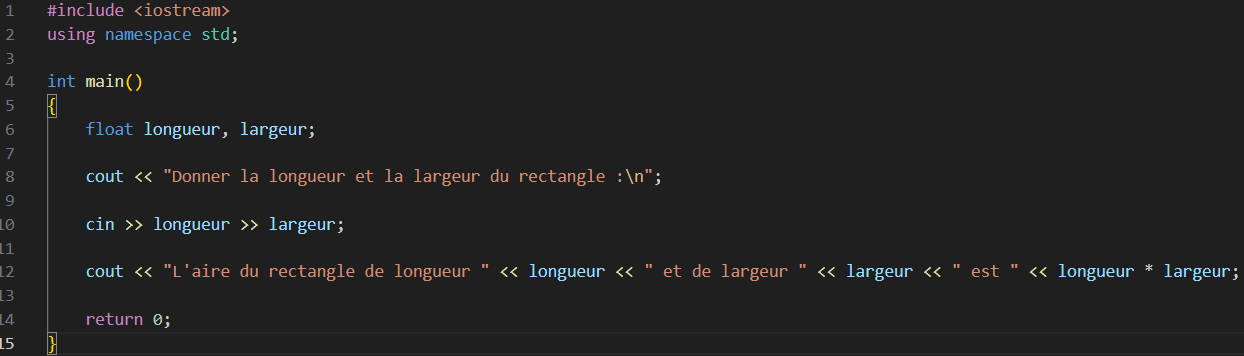 1 #include <iostream>
2 using namespace std;
3
4 int main()
5 {
6 float longueur, largeur;
7
8 cout << "Donner la longueur et la largeur du rectangle :\n";
9
10 cin >> longueur >> largeur;
11
12 cout << "L'aire du rectangle de longueur " << longueur << " et de largeur " << largeur << " est " << longueur * largeur;
13
14 return 0;
15 }